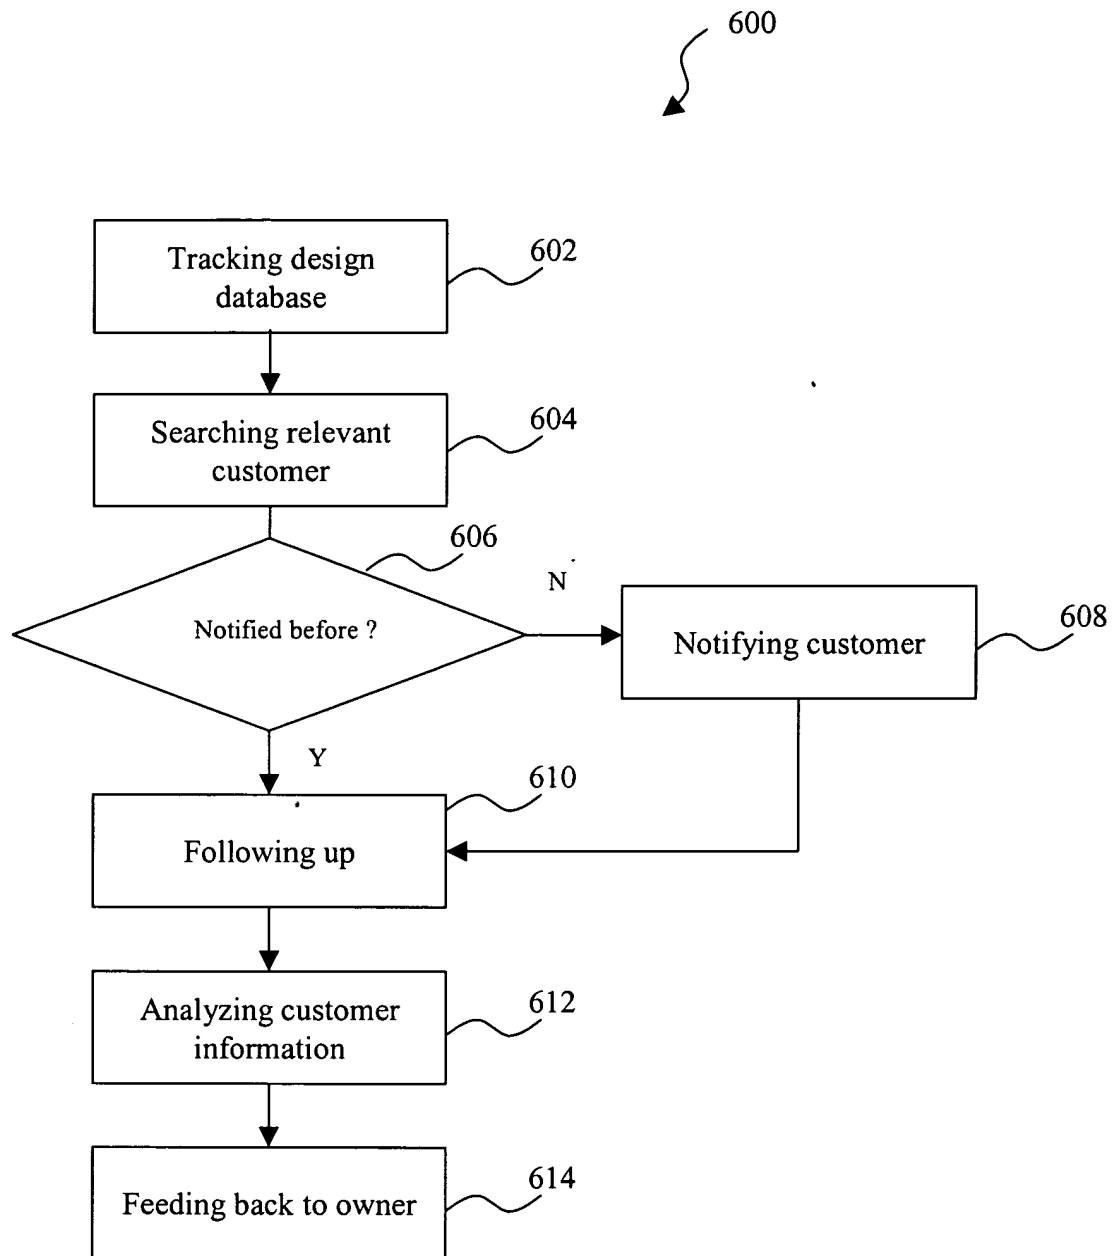 600
Tracking design
database
602
Searching relevant
customer
604
606
Notified before ?
N
Notifying customer
608
Y
610
Following up
Analyzing customer
information
612
Feeding back to owner
614